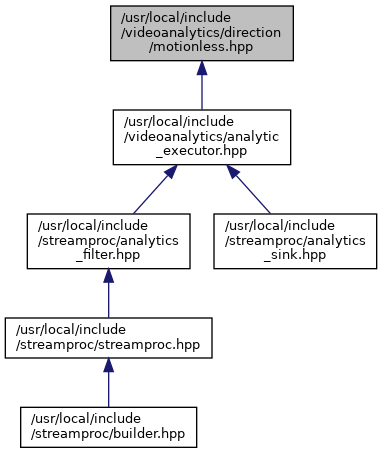 /usr/local/include
/videoanalytics/direction
/motionless.hpp
/usr/local/include
/videoanalytics/analytic
_executor.hpp
/usr/local/include
/streamproc/analytics
_filter.hpp
/usr/local/include
/streamproc/analytics
_sink.hpp
/usr/local/include
/streamproc/streamproc.hpp
/usr/local/include
/streamproc/builder.hpp